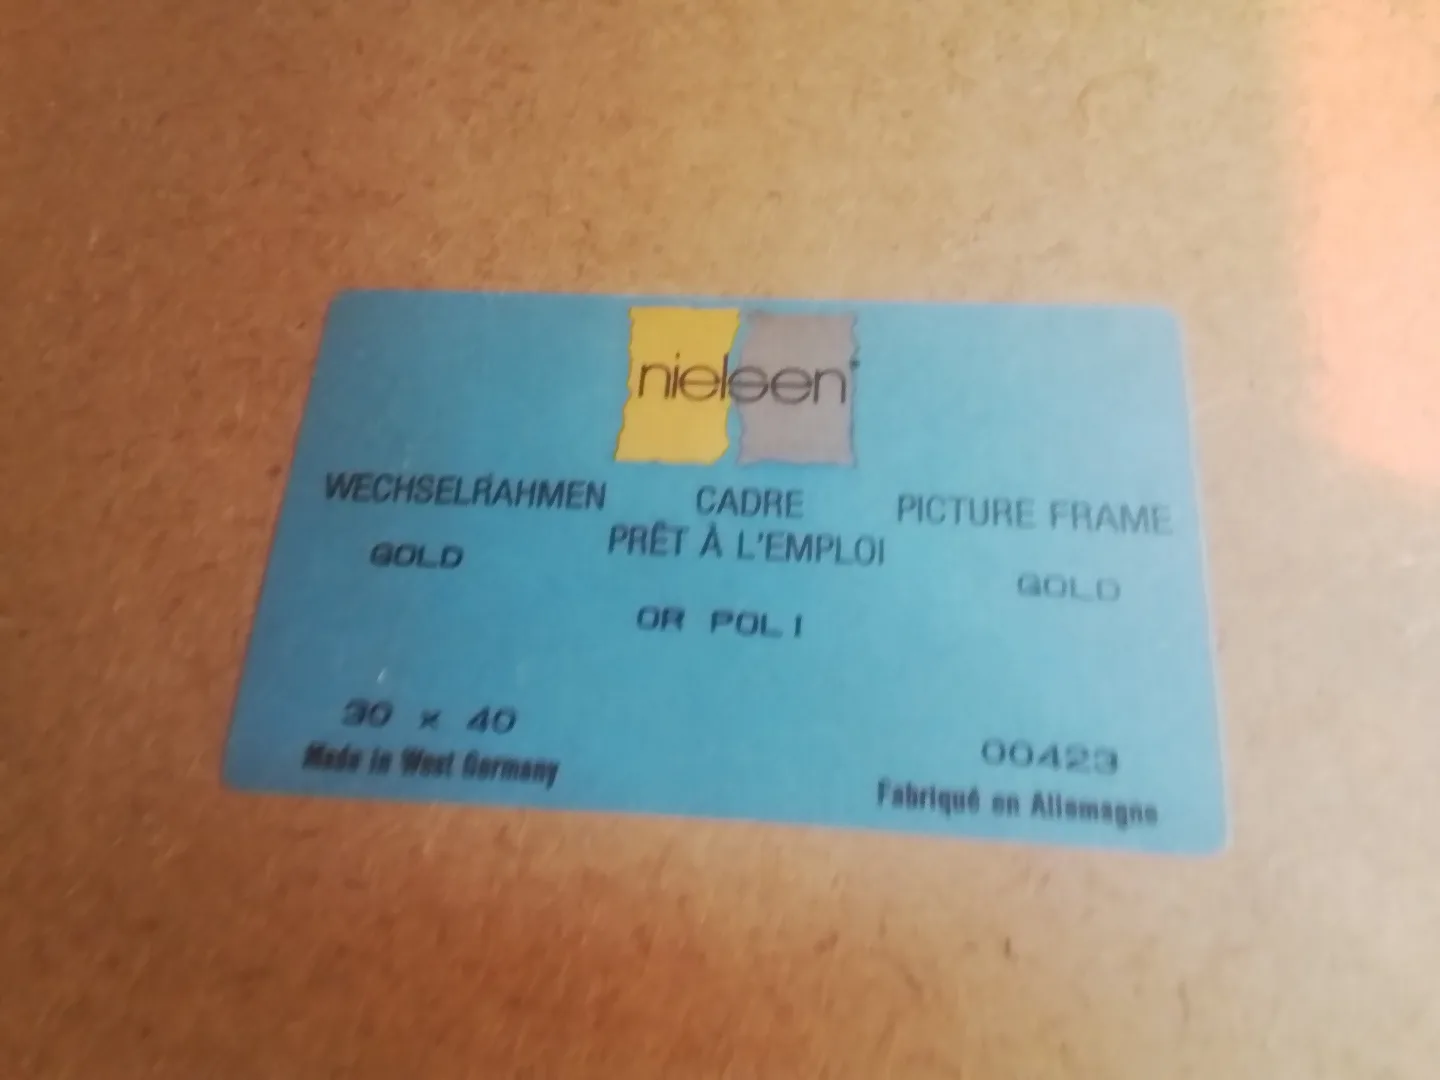 nielsen
WECHSELRAHMEN
GOLD
CADRE
PRÊT À L'EMPLOI
OR POLI
PICTURE FRAME
GOLD
30 x 40
Made in West Germany
00423
Fabriqué en Allemagne